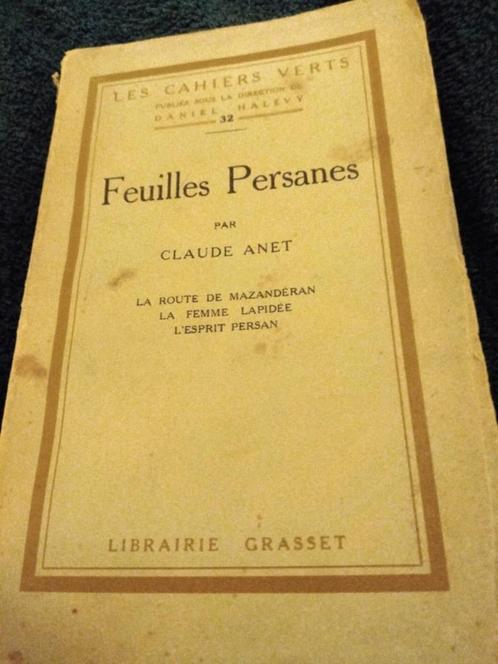 LES CAHIERS VERTS
PUBLIÉS SOUS LA DIRECTION DE
DANIEL HALÉVY
32
Feuilles Persanes
PAR
CLAUDE ANET
LA ROUTE DE MAZANDÉRAN
LA FEMME LAPIDÉE
L'ESPRIT PERSAN
LIBRAIRIE GRASSET